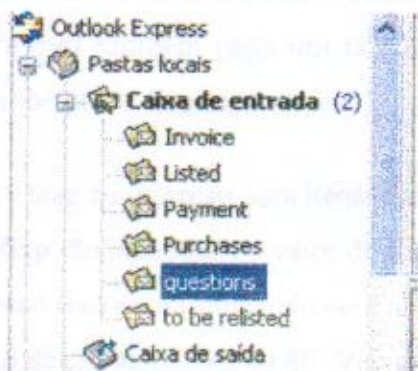 Outlook Express
Pastas locais
Caixa de entrada (2)
Invoice
Listed
Payment
Purchases
questions
to be relisted
Caixa de saída